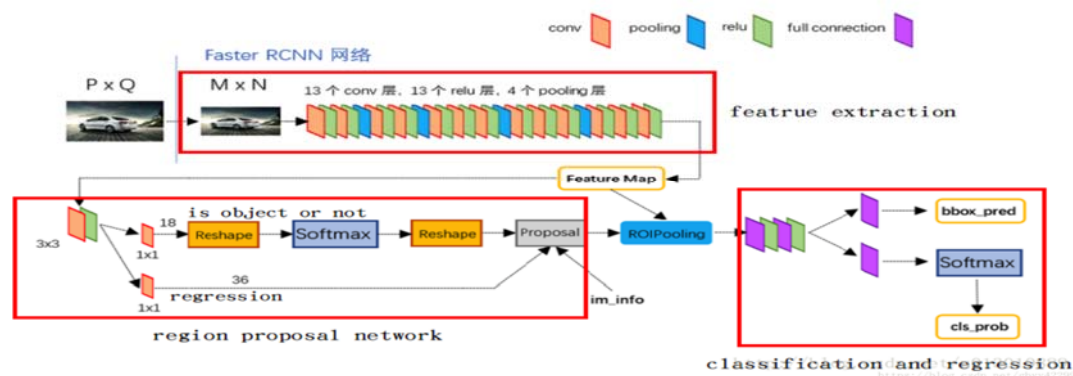 conv pooling relu full connection
Faster RCNN 网络
P x Q
M x N
13 个 conv 层，13 个 relu 层，4 个 pooling 层
featrue extraction
Feature Map
is object or not
18
3x3
1x1
Reshape
Softmax
Reshape
Proposal
ROIPooling
bbox_pred
Softmax
36
regression
1x1
im_info
cls_prob
region proposal network
classification and regression